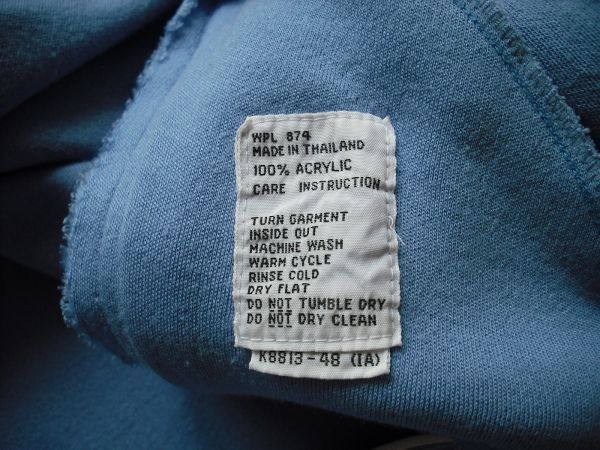 WPL 874
MADE IN THAILAND
100% ACRYLIC
CARE INSTRUCTION
TURN GARMENT
INSIDE OUT
MACHINE WASH
WARM CYCLE
RINSE COLD
DRY FLAT
DO NOT TUMBLE DRY
DO NOT DRY CLEAN
K8813-48 (IA)